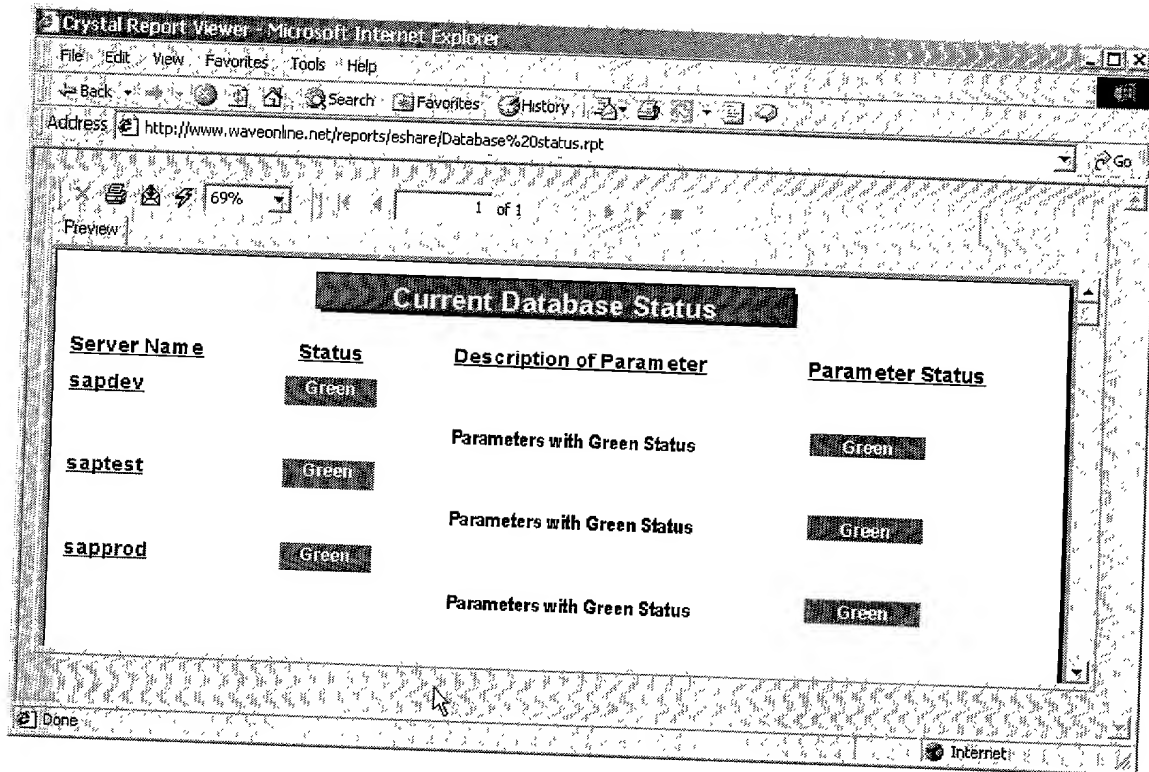 Crystal Report Viewer - Microsoft Internet Explorer
File Edit View Favorites Tools Help
Back Search Favorites History
Address http://www.waveonline.net/reports/eshare/Database%20status.rpt Go
69% 1 of 1
Preview
Current Database Status
Server Name Status Description of Parameter Parameter Status
sapdev Green
Parameters with Green Status Green
saptest Green
Parameters with Green Status Green
sapprod Green
Parameters with Green Status Green
Done Internet